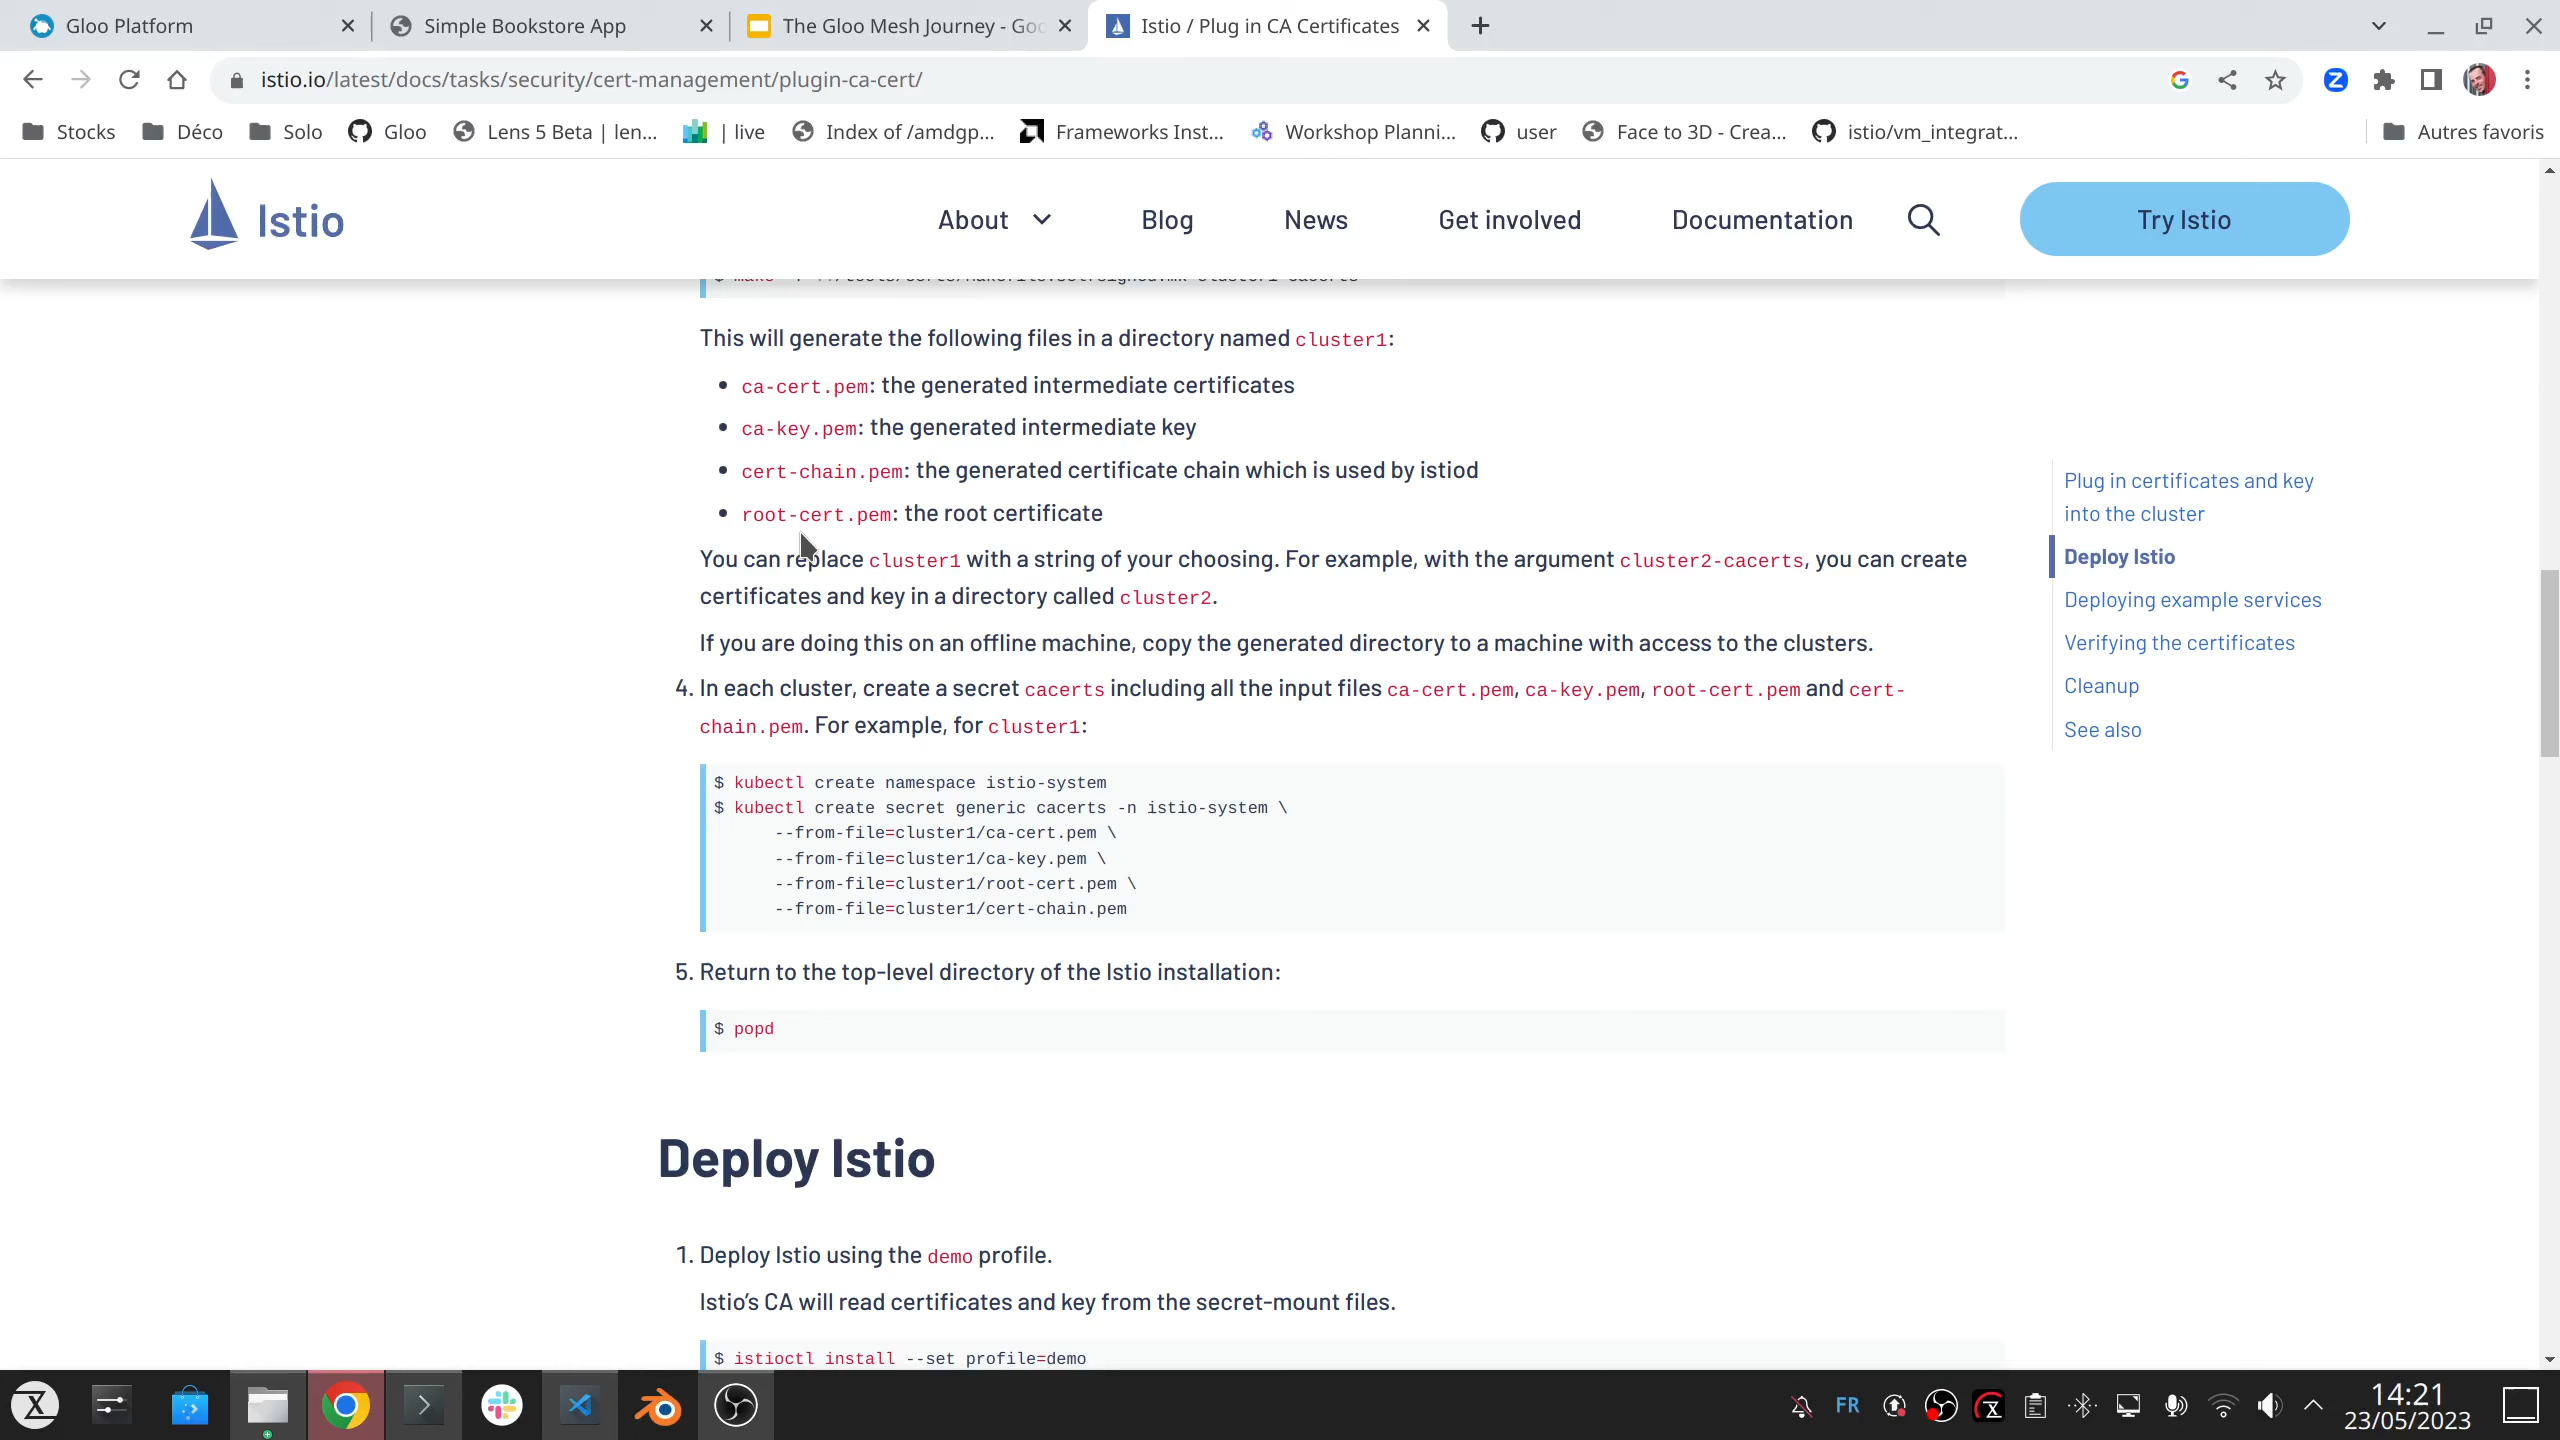 Gloo Platform
Simple Bookstore App
The Gloo Mesh Journey - Goo
Istio / Plug in CA Certificates
istio.io/latest/docs/tasks/security/cert-management/plugin-ca-cert/
Stocks
Déco
Solo
Gloo
Lens 5 Beta | len...
| live
Index of /amdgp...
Frameworks Inst...
Workshop Planni...
user
Face to 3D - Crea...
istio/vm_integrat...
Autres favoris
Istio
About
Blog
News
Get involved
Documentation
Try Istio
This will generate the following files in a directory named cluster1:
ca-cert.pem: the generated intermediate certificates
ca-key.pem: the generated intermediate key
cert-chain.pem: the generated certificate chain which is used by istiod
root-cert.pem: the root certificate
You can replace cluster1 with a string of your choosing. For example, with the argument cluster2-cacerts, you can create
certificates and key in a directory called cluster2.
If you are doing this on an offline machine, copy the generated directory to a machine with access to the clusters.
4. In each cluster, create a secret cacerts including all the input files ca-cert.pem, ca-key.pem, root-cert.pem and cert-
chain.pem. For example, for cluster1:
$ kubectl create namespace istio-system
$ kubectl create secret generic cacerts -n istio-system \
--from-file=cluster1/ca-cert.pem \
--from-file=cluster1/ca-key.pem \
--from-file=cluster1/root-cert.pem \
--from-file=cluster1/cert-chain.pem
5. Return to the top-level directory of the Istio installation:
$ popd
Deploy Istio
1. Deploy Istio using the demo profile.
Istio’s CA will read certificates and key from the secret-mount files.
$ istioctl install --set profile=demo
Plug in certificates and key
into the cluster
Deploy Istio
Deploying example services
Verifying the certificates
Cleanup
See also
FR
14:21
23/05/2023